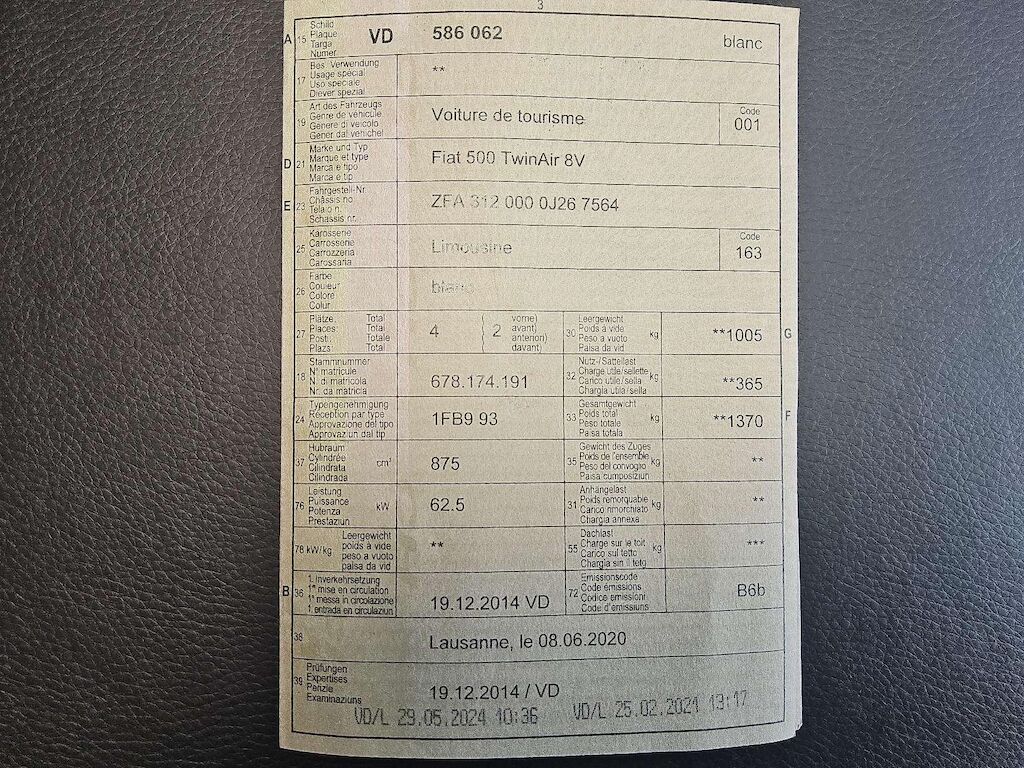 3
A 15 Schild
Plaque
Targa
Numer
VD 586 062 blanc
17 Bes. Verwendung
Usage spécial
Uso speciale
Diever spezial
**
19 Art des Fahrzeugs
Genre de véhicule
Genere di veicolo
Gener dal vehichel
Voiture de tourisme
Code
001
D 21 Marke und Typ
Marque et type
Marca e tipo
Marca e tip
Fiat 500 TwinAir 8V
E 23 Fahrgestell-Nr.
Châssis no
Telaio n.
Schassis nr.
ZFA 312 000 0J26 7564
25 Karosserie
Carrosserie
Carrozzeria
Carossaria
Limousine
Code
163
26 Farbe
Couleur
Colore
Colur
blanc
27 Plätze: Total
Places: Total
Posti: Totale
Plazs: Total
4 ( 2 vorne)
avant)
anteriori)
davant)
30 Leergewicht
Poids à vide
Peso a vuoto
Paisa da vid
kg **1005 G
18 Stammnummer
N° matricule
N. di matricola
Nr. da matricla
678.174.191
32 Nutz-/Sattellast
Charge utile/sellette
Carico utile/sella
Chargia utila/sella
kg **365
24 Typengenehmigung
Réception par type
Approvazione del tipo
Approvaziun dal tip
1FB9 93
33 Gesamtgewicht
Poids total
Peso totale
Paisa totala
kg **1370 F
37 Hubraum
Cylindrée
Cilindrata
Cilindrada
cm³ 875
35 Gewicht des Zuges
Poids de l'ensemble
Peso del convoglio
Paisa cumposiziun
kg **
76 Leistung
Puissance
Potenza
Prestaziun
kW 62.5
31 Anhängelast
Poids remorquable
Carico rimorchiato
Chargia annexa
kg **
78 kW/kg Leergewicht
poids à vide
peso a vuoto
paisa da vid
**
55 Dachlast
Charge sur le toit
Carico sul tetto
Chargia sin il tetg
kg ***
B 36 1. Inverkehrsetzung
1re mise en circulation
1a messa in circolazione
1. entrada en circulaziun
19.12.2014 VD
72 Emissionscode
Code émissions
Codice emissioni
Code d'emissiuns
B6b
38 Lausanne, le 08.06.2020
39 Prüfungen
Expertises
Perizie
Examinaziuns
19.12.2014 / VD
VD/L 29.05.2024 10:36 VD/L 25.02.2021 13:17